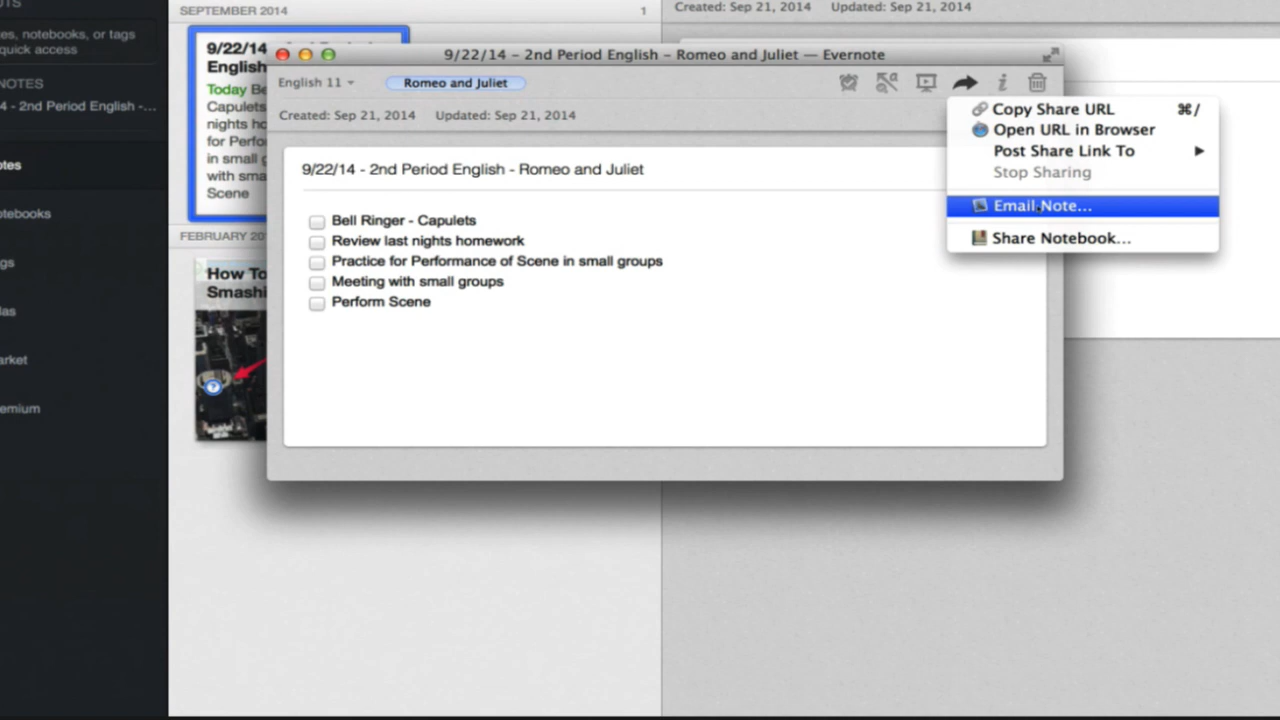 SEPTEMBER 2014
1
Created: Sep 21, 2014 Updated: Sep 21, 2014
es, notebooks, or tags
quick access
NOTES
4 - 2nd Period English -...
otes
otebooks
gs
las
arket
emium
9/22/14
English
Today Be
Capulets
nights ho
for Perfo
in small g
with sma
Scene
FEBRUARY 20
How To
Smashi
9/22/14 – 2nd Period English – Romeo and Juliet — Evernote
English 11
Romeo and Juliet
Created: Sep 21, 2014 Updated: Sep 21, 2014
9/22/14 - 2nd Period English - Romeo and Juliet
Bell Ringer - Capulets
Review last nights homework
Practice for Performance of Scene in small groups
Meeting with small groups
Perform Scene
Copy Share URL ⌘/
Open URL in Browser
Post Share Link To ▶
Stop Sharing
Email Note...
Share Notebook...